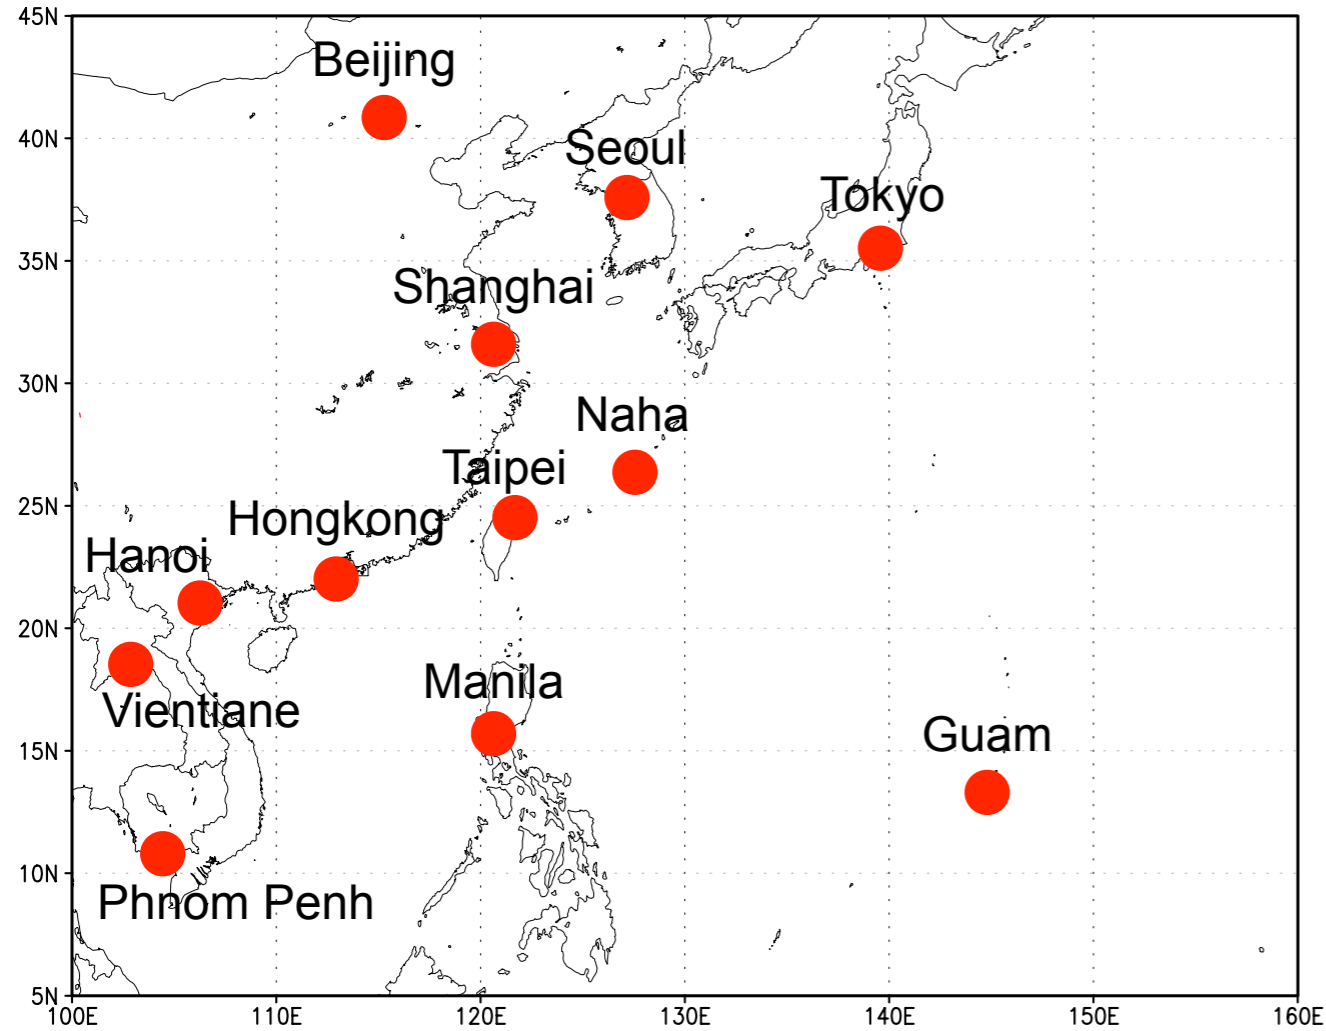 45N
Beijing
40N
Seoul
Tokyo
35N
Shanghai
30N
Naha
Taipei
25N
Hongkong
Hanoi
20N
Manila
Vientiane
Guam
15N
10N
Phnom Penh
5N
100E 110E 120E 130E 140E 150E 160E